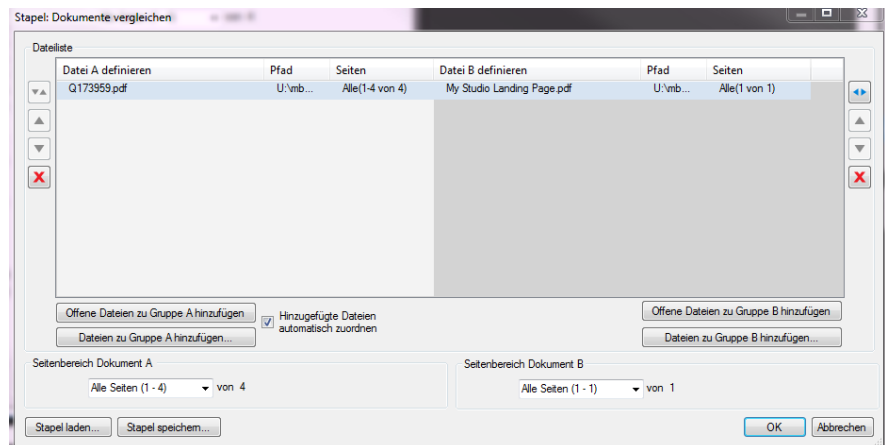 Stapel: Dokumente vergleichen
Dateiliste
Datei A definieren Pfad Seiten Datei B definieren Pfad Seiten
Q173959.pdf U:\mb... Alle(1-4 von 4) My Studio Landing Page.pdf U:\mb... Alle(1 von 1)
Offene Dateien zu Gruppe A hinzufügen
Hinzugefügte Dateien automatisch zuordnen
Offene Dateien zu Gruppe B hinzufügen
Dateien zu Gruppe A hinzufügen...
Dateien zu Gruppe B hinzufügen...
Seitenbereich Dokument A
Seitenbereich Dokument B
Alle Seiten (1 - 4) von 4
Alle Seiten (1 - 1) von 1
Stapel laden... Stapel speichern... OK Abbrechen